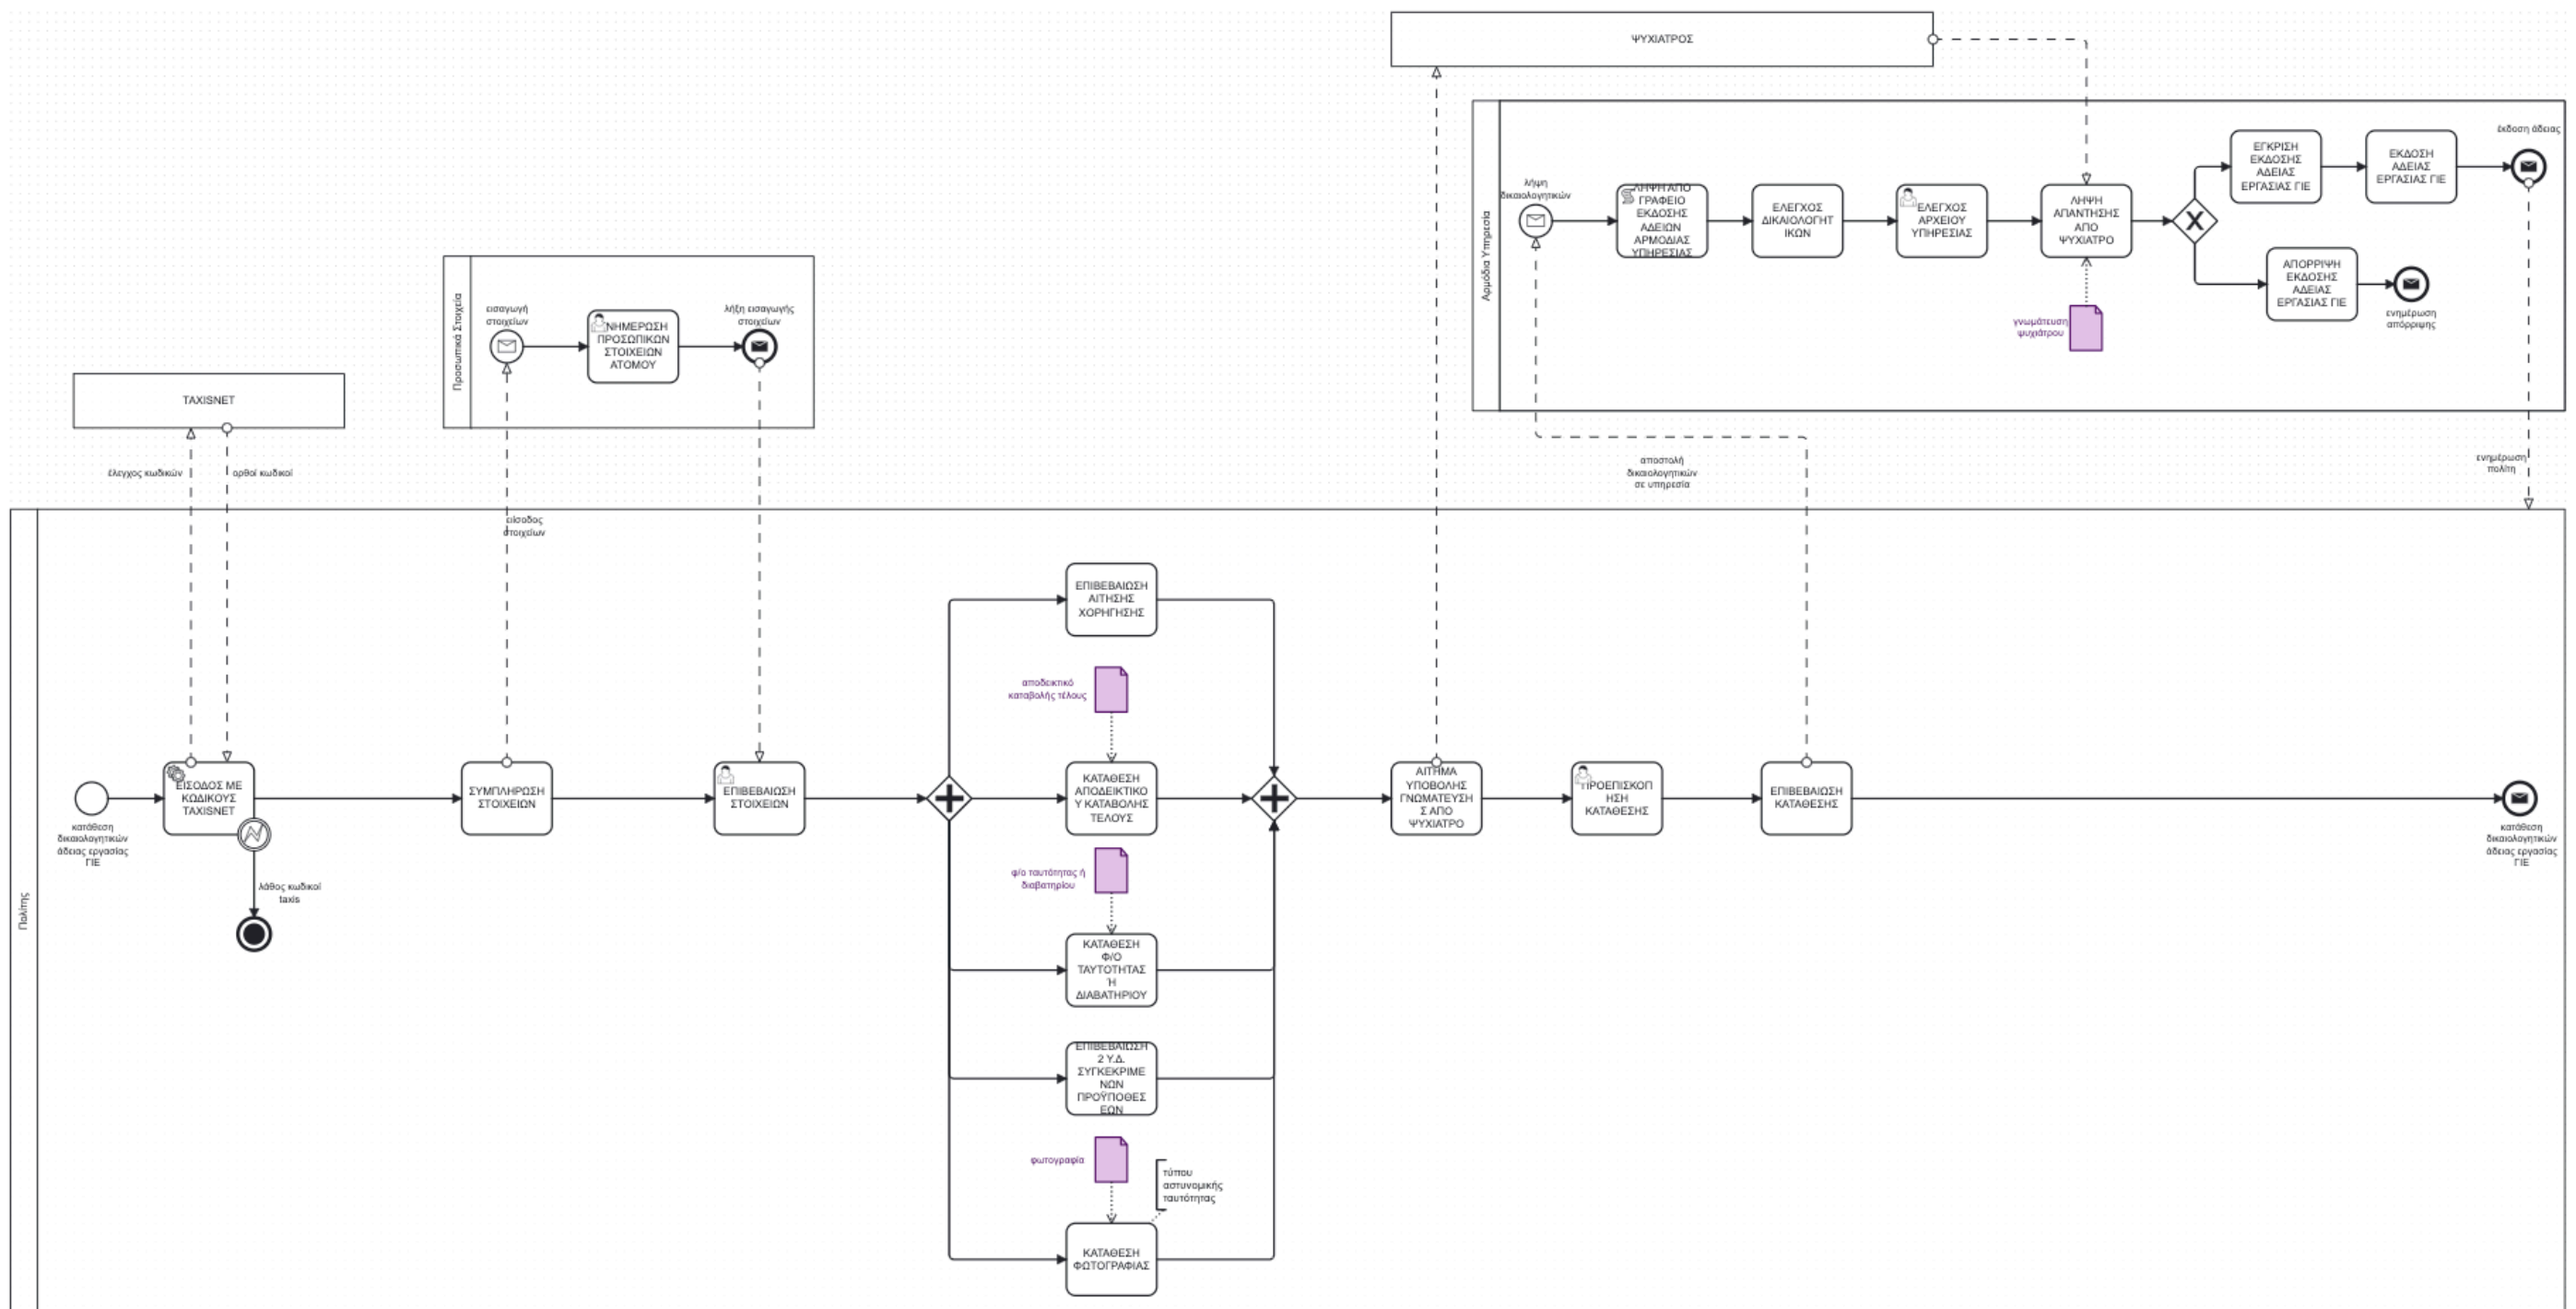 ΨΥΧΙΑΤΡΟΣ
Αρμόδια Υπηρεσία
λήψη
δικαιολογητικών
ΛΗΨΗ ΑΠΟ
ΓΡΑΦΕΙΟ
ΕΚΔΟΣΗΣ
ΑΔΕΙΩΝ
ΑΡΜΟΔΙΑΣ
ΥΠΗΡΕΣΙΑΣ
ΕΛΕΓΧΟΣ
ΔΙΚΑΙΟΛΟΓΗΤ
ΙΚΩΝ
ΕΛΕΓΧΟΣ
ΑΡΧΕΙΟΥ
ΥΠΗΡΕΣΙΑΣ
ΛΗΨΗ
ΑΠΑΝΤΗΣΗΣ
ΑΠΟ
ΨΥΧΙΑΤΡΟ
γνωμάτευση
ψυχιάτρου
ΕΓΚΡΙΣΗ
ΕΚΔΟΣΗΣ
ΑΔΕΙΑΣ
ΕΡΓΑΣΙΑΣ ΓΙΕ
ΕΚΔΟΣΗ
ΑΔΕΙΑΣ
ΕΡΓΑΣΙΑΣ ΓΙΕ
έκδοση άδειας
ΑΠΟΡΡΙΨΗ
ΕΚΔΟΣΗΣ
ΑΔΕΙΑΣ
ΕΡΓΑΣΙΑΣ ΓΙΕ
ενημέρωση
απόρριψης
Προσωπικά Στοιχεία
εισαγωγή
στοιχείων
ΝΗΜΕΡΩΣΗ
ΠΡΟΣΩΠΙΚΩΝ
ΣΤΟΙΧΕΙΩΝ
ΑΤΟΜΟΥ
λήξη εισαγωγής
στοιχείων
TAXISNET
έλεγχος κωδικών
ορθοί κωδικοί
είσοδος
στοιχείων
αποστολή
δικαιολογητικών
σε υπηρεσία
ενημέρωση
πολίτη
Πολίτης
κατάθεση
δικαιολογητικών
άδειας εργασίας
ΓΙΕ
ΕΙΣΟΔΟΣ ΜΕ
ΚΩΔΙΚΟΥΣ
TAXISNET
λάθος κωδικοί
taxis
ΣΥΜΠΛΗΡΩΣΗ
ΣΤΟΙΧΕΙΩΝ
ΕΠΙΒΕΒΑΙΩΣΗ
ΣΤΟΙΧΕΙΩΝ
ΕΠΙΒΕΒΑΙΩΣΗ
ΑΙΤΗΣΗΣ
ΧΟΡΗΓΗΣΗΣ
αποδεικτικό
καταβολής τέλους
ΚΑΤΑΘΕΣΗ
ΑΠΟΔΕΙΚΤΙΚΟ
Υ ΚΑΤΑΒΟΛΗΣ
ΤΕΛΟΥΣ
φ/ο ταυτότητας ή
διαβατηρίου
ΚΑΤΑΘΕΣΗ
Φ/Ο
ΤΑΥΤΟΤΗΤΑΣ
Ή
ΔΙΑΒΑΤΗΡΙΟΥ
ΕΠΙΒΕΒΑΙΩΣΗ
2 Υ.Δ.
ΣΥΓΚΕΚΡΙΜΕ
ΝΩΝ
ΠΡΟΫΠΟΘΕΣ
ΕΩΝ
φωτογραφία
τύπου
αστυνομικής
ταυτότητας
ΚΑΤΑΘΕΣΗ
ΦΩΤΟΓΡΑΦΙΑΣ
ΑΙΤΗΜΑ
ΥΠΟΒΟΛΗΣ
ΓΝΩΜΑΤΕΥΣΗ
Σ ΑΠΟ
ΨΥΧΙΑΤΡΟ
ΠΡΟΕΠΙΣΚΟΠ
ΗΣΗ
ΚΑΤΑΘΕΣΗΣ
ΕΠΙΒΕΒΑΙΩΣΗ
ΚΑΤΑΘΕΣΗΣ
κατάθεση
δικαιολογητικών
άδειας εργασίας
ΓΙΕ